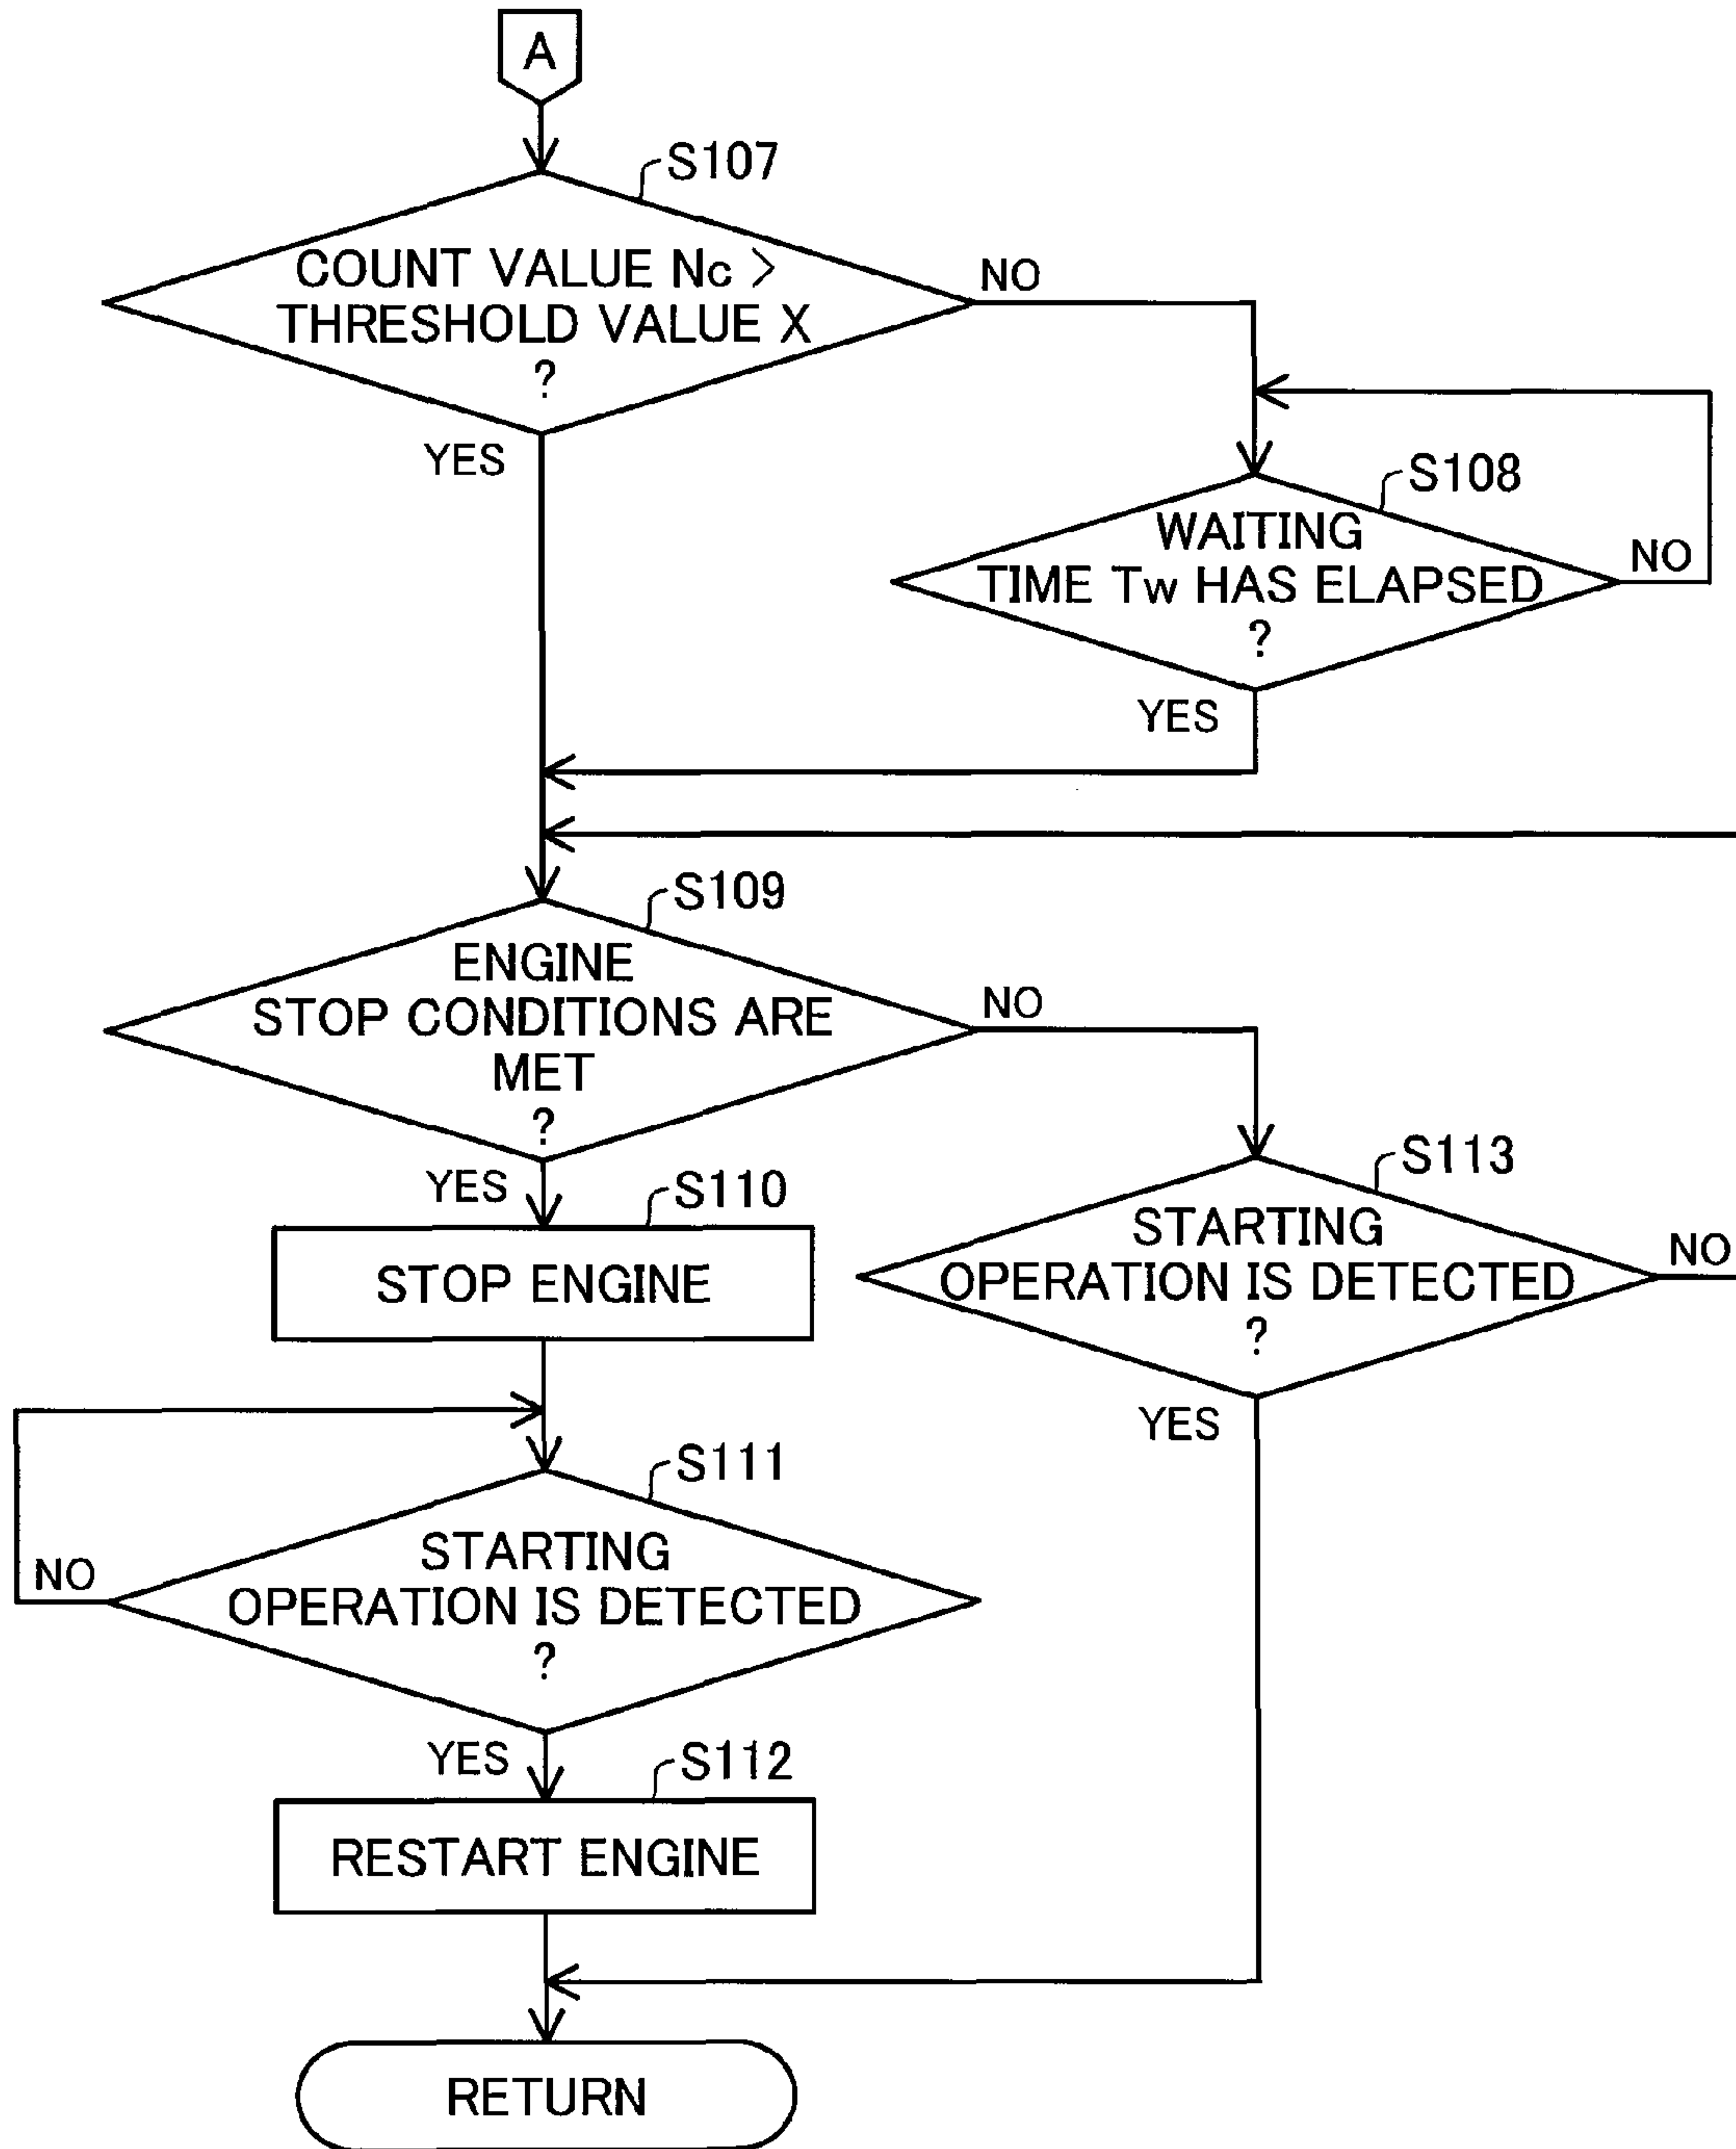 A
S107
COUNT VALUE Nc >
THRESHOLD VALUE X
?
NO
YES
S108
WAITING
TIME Tw HAS ELAPSED
?
NO
YES
S109
ENGINE
STOP CONDITIONS ARE
MET
?
NO
YES
S110
STOP ENGINE
S113
STARTING
OPERATION IS DETECTED
?
NO
YES
S111
STARTING
OPERATION IS DETECTED
?
NO
YES
S112
RESTART ENGINE
RETURN